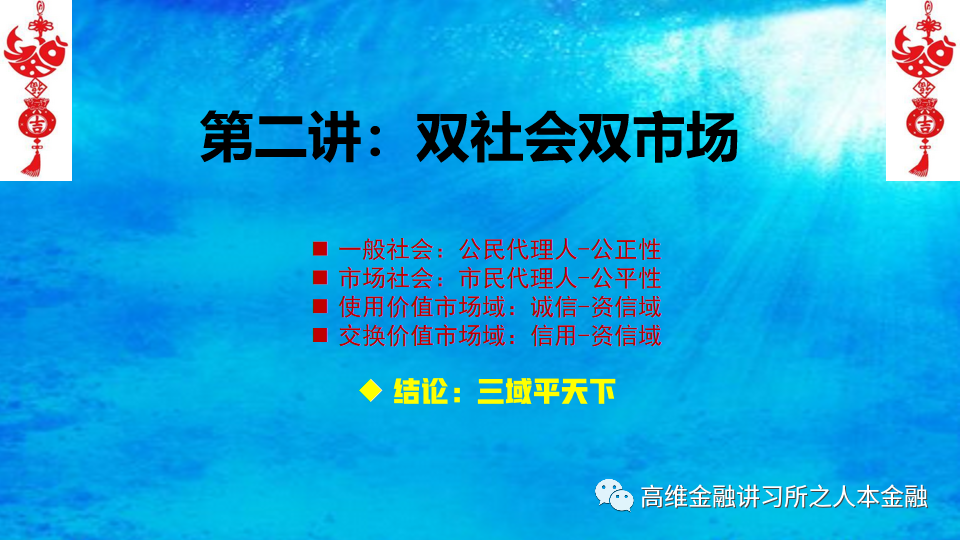 第二讲：双社会双市场
■ 一般社会：公民代理人-公正性
■ 市场社会：市民代理人-公平性
■ 使用价值市场域：诚信-资信域
■ 交换价值市场域：信用-资信域
◆ 结论：三域平天下
高维金融讲习所之人本金融
吉
吉